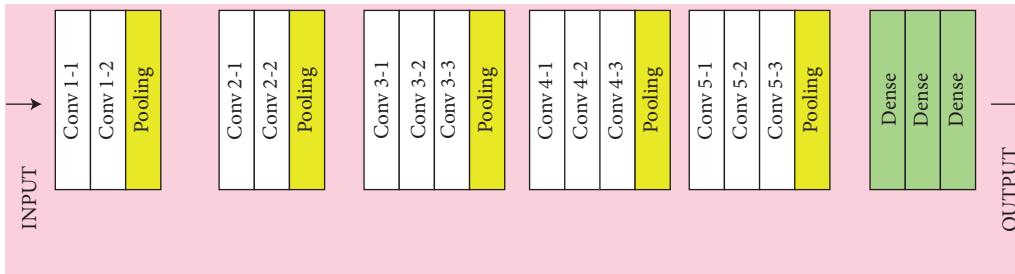 INPUT
Conv 1-1
Conv 1-2
Pooling
Conv 2-1
Conv 2-2
Pooling
Conv 3-1
Conv 3-2
Conv 3-3
Pooling
Conv 4-1
Conv 4-2
Conv 4-3
Pooling
Conv 5-1
Conv 5-2
Conv 5-3
Pooling
Dense
Dense
Dense
OUTPUT